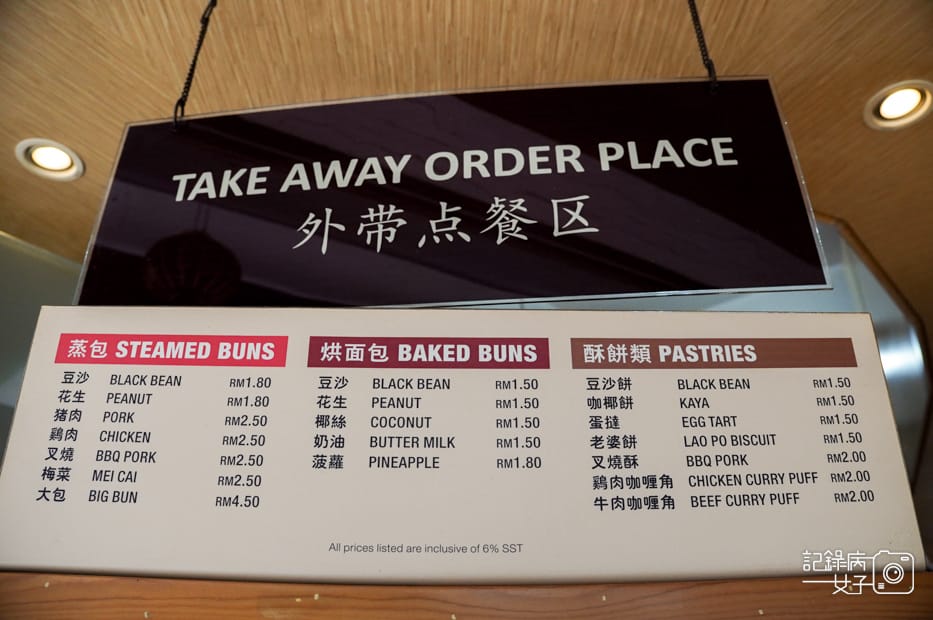 TAKE AWAY ORDER PLACE
外带点餐区
蒸包 STEAMED BUNS
豆沙 BLACK BEAN RM1.80
花生 PEANUT RM1.80
猪肉 PORK RM2.50
鷄肉 CHICKEN RM2.50
叉燒 BBQ PORK RM2.50
梅菜 MEI CAI RM2.50
大包 BIG BUN RM4.50
烘面包 BAKED BUNS
豆沙 BLACK BEAN RM1.50
花生 PEANUT RM1.50
椰絲 COCONUT RM1.50
奶油 BUTTER MILK RM1.50
菠蘿 PINEAPPLE RM1.80
酥餅類 PASTRIES
豆沙餅 BLACK BEAN RM1.50
咖椰餅 KAYA RM1.50
蛋撻 EGG TART RM1.50
老婆餅 LAO PO BISCUIT RM1.50
叉燒酥 BBQ PORK RM2.00
鷄肉咖喱角 CHICKEN CURRY PUFF RM2.00
牛肉咖喱角 BEEF CURRY PUFF RM2.00
All prices listed are inclusive of 6% SST
記錄病
女子